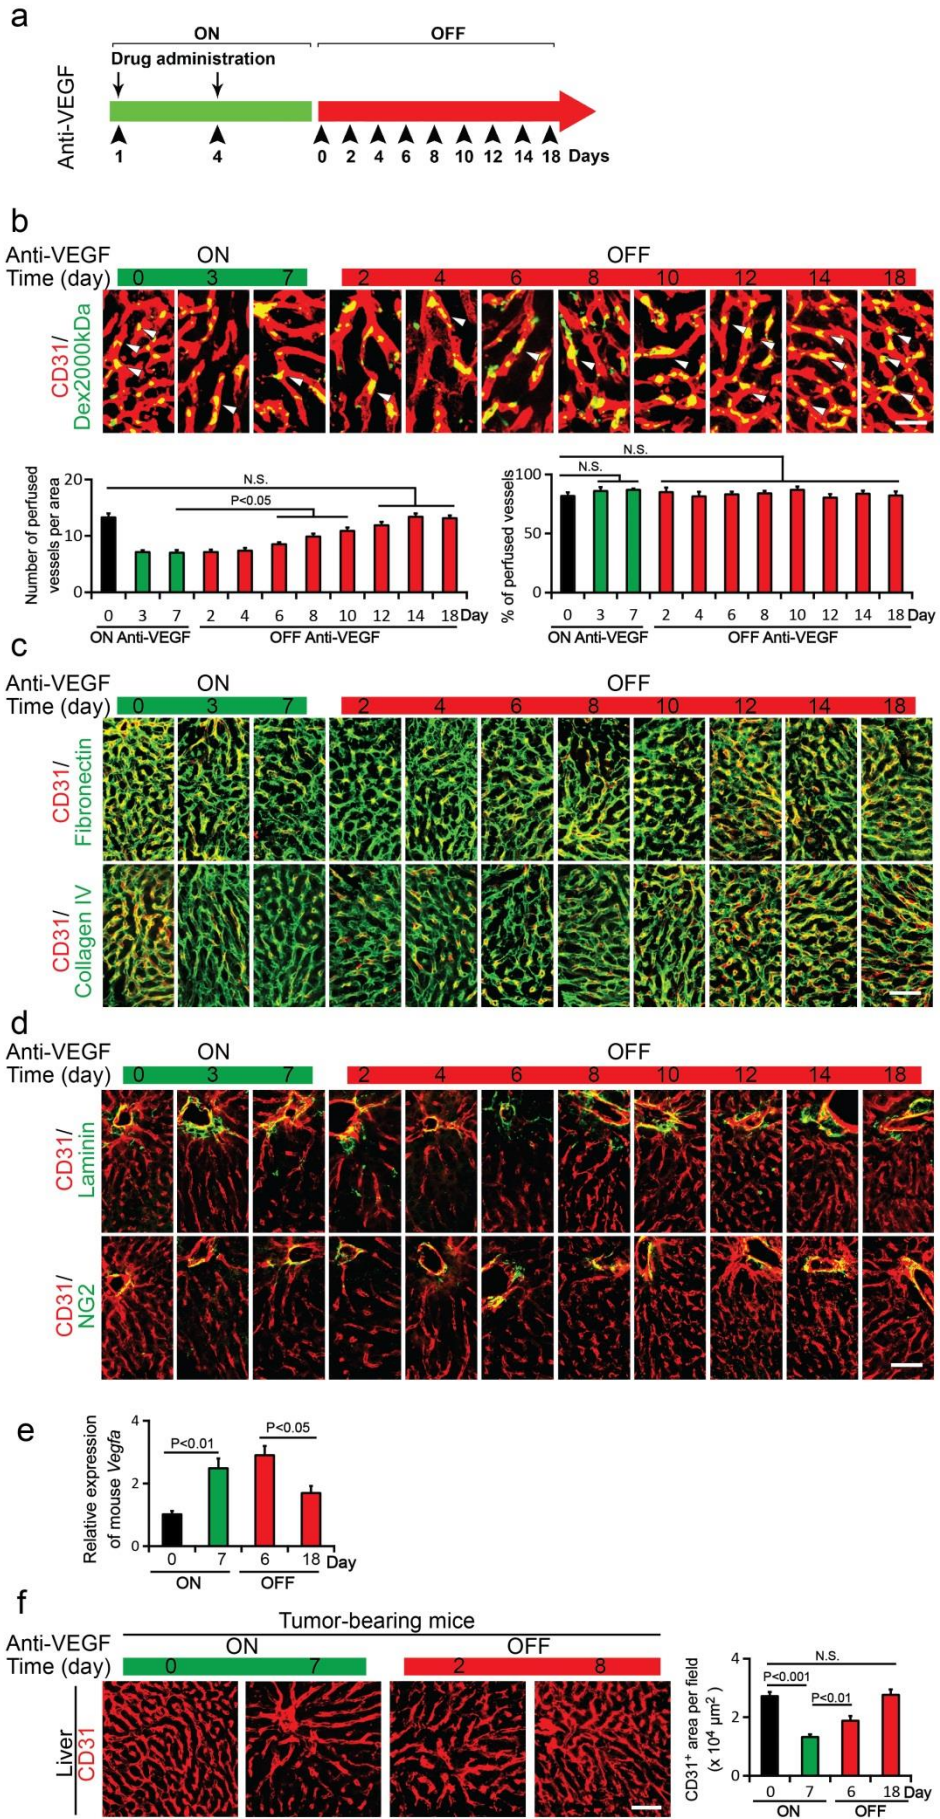 a
ON OFF
Drug administration
Anti-VEGF
1 4 0 2 4 6 8 10 12 14 18 Days
b
Anti-VEGF ON OFF
Time (day) 0 3 7 2 4 6 8 10 12 14 18
CD31/
Dex2000kDa
Number of perfused
vessels per area
20
10
0
N.S.
P<0.05
0 3 7 2 4 6 8 10 12 14 18 Day
ON Anti-VEGF OFF Anti-VEGF
% of perfused vessels
100
50
0
N.S.
N.S.
0 3 7 2 4 6 8 10 12 14 18 Day
ON Anti-VEGF OFF Anti-VEGF
c
Anti-VEGF ON OFF
Time (day) 0 3 7 2 4 6 8 10 12 14 18
CD31/
Fibronectin
CD31/
Collagen IV
d
Anti-VEGF ON OFF
Time (day) 0 3 7 2 4 6 8 10 12 14 18
CD31/
Laminin
CD31/
NG2
e
Relative expression
of mouse Vegfa
4
2
0
P<0.01
P<0.05
0 7 6 18 Day
ON OFF
f
Tumor-bearing mice
Anti-VEGF ON OFF
Time (day) 0 7 2 8
Liver
CD31
CD31⁺ area per field
(x 10⁴ µm²)
4
2
0
N.S.
P<0.001
P<0.01
0 7 6 18 Day
ON OFF